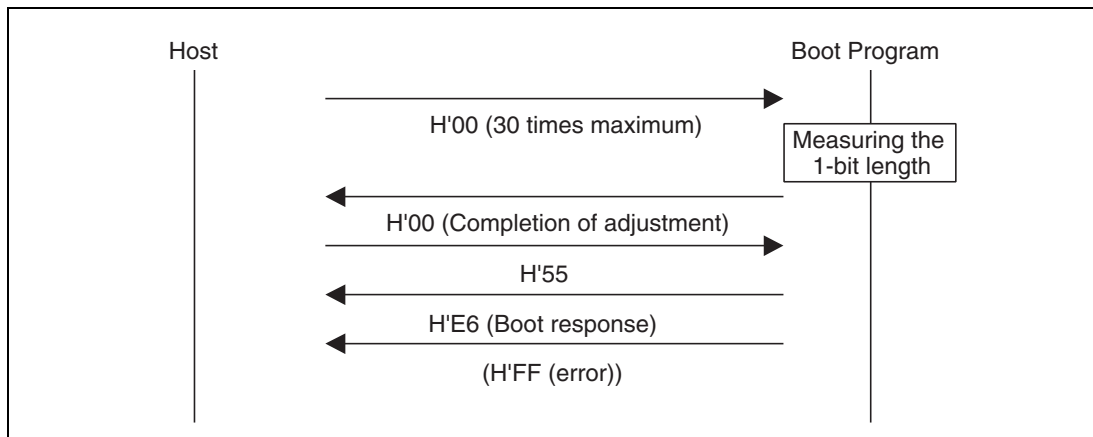 Host
Boot Program
H'00 (30 times maximum)
Measuring the
1-bit length
H'00 (Completion of adjustment)
H'55
H'E6 (Boot response)
(H'FF (error))